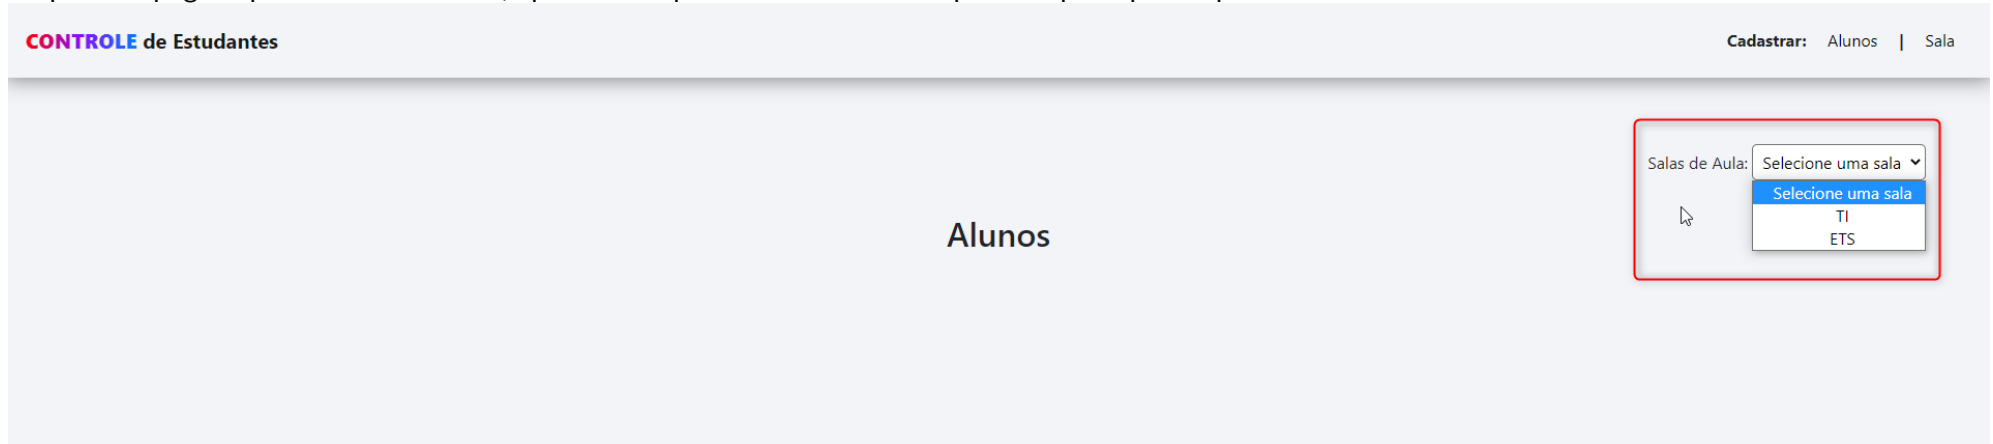 CONTROLE de Estudantes
Cadastrar: Alunos | Sala
Salas de Aula: Selecione uma sala
Selecione uma sala
TI
ETS
Alunos